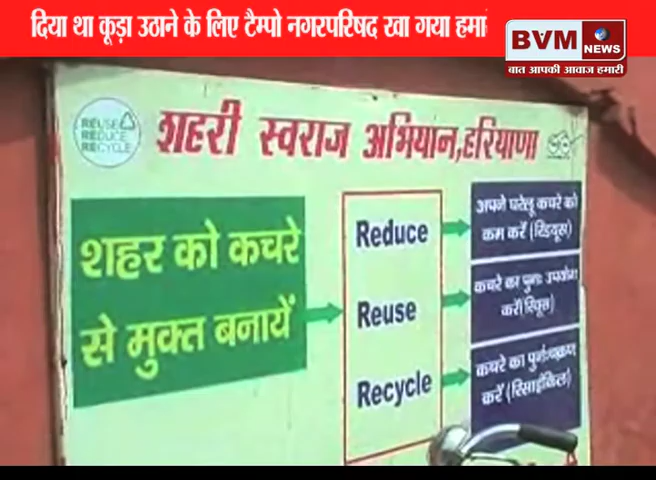 दिया था कूड़ा उठाने के लिए टैम्पो नगरपरिषद रखा गया हमा
BVM NEWS
बात आपकी आवाज हमारी
REUSE
REDUCE
RECYCLE
शहरी स्वराज अभियान,हरियाणा
शहर को कचरे
से मुक्त बनायें
Reduce
Reuse
Recycle
अपने घरेलू कचरे को
कम करें (रिड्यूस)
कचरे का पुनः उपयोग
करें (रियूस)
कचरे का पुर्नःचक्रण
करें (रिसाईकिल)